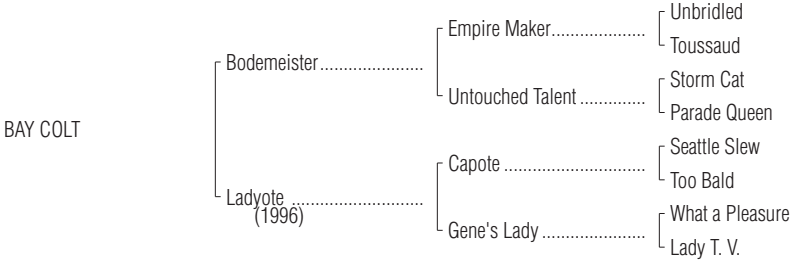 Unbridled
Empire Maker....................
Toussaud
Bodemeister......................
Storm Cat
Untouched Talent ..............
Parade Queen
BAY COLT
Seattle Slew
Capote ..............................
Too Bald
Ladyote ............................
(1996)
What a Pleasure
Gene's Lady ......................
Lady T. V.